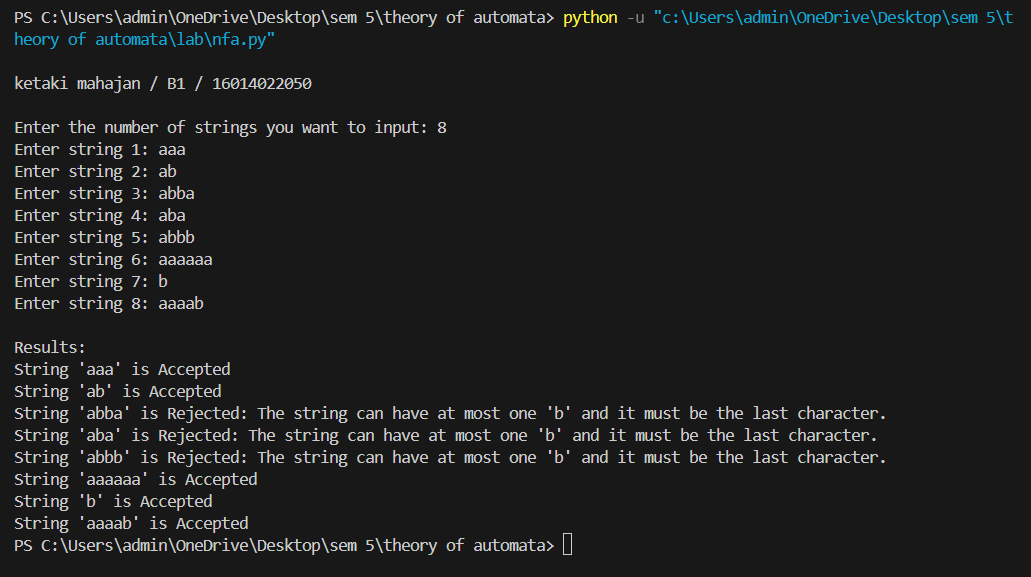 PS C:\Users\admin\OneDrive\Desktop\sem 5\theory of automata> python -u "c:\Users\admin\OneDrive\Desktop\sem 5\t
heory of automata\lab\nfa.py"
ketaki mahajan / B1 / 16014022050
Enter the number of strings you want to input: 8
Enter string 1: aaa
Enter string 2: ab
Enter string 3: abba
Enter string 4: aba
Enter string 5: abbb
Enter string 6: aaaaaa
Enter string 7: b
Enter string 8: aaaab
Results:
String 'aaa' is Accepted
String 'ab' is Accepted
String 'abba' is Rejected: The string can have at most one 'b' and it must be the last character.
String 'aba' is Rejected: The string can have at most one 'b' and it must be the last character.
String 'abbb' is Rejected: The string can have at most one 'b' and it must be the last character.
String 'aaaaaa' is Accepted
String 'b' is Accepted
String 'aaaab' is Accepted
PS C:\Users\admin\OneDrive\Desktop\sem 5\theory of automata>